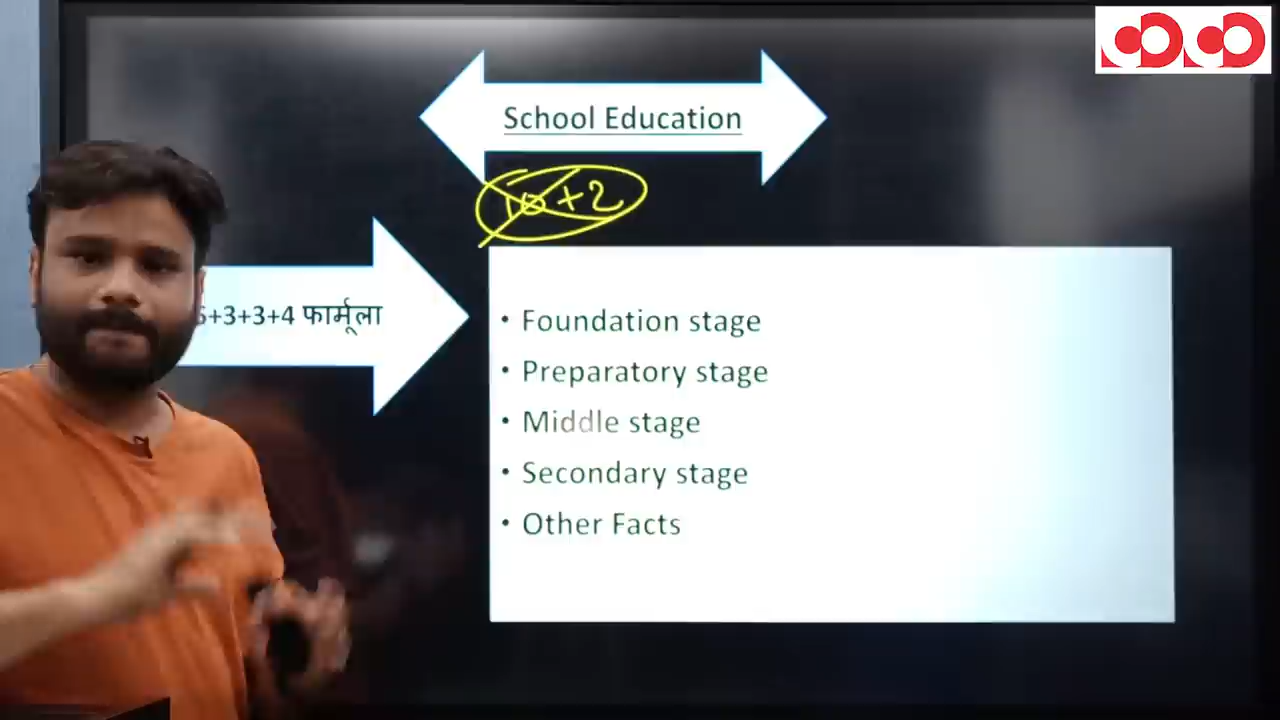 School Education
10+2
+3+3+4 फार्मूला
• Foundation stage
• Preparatory stage
• Middle stage
• Secondary stage
• Other Facts